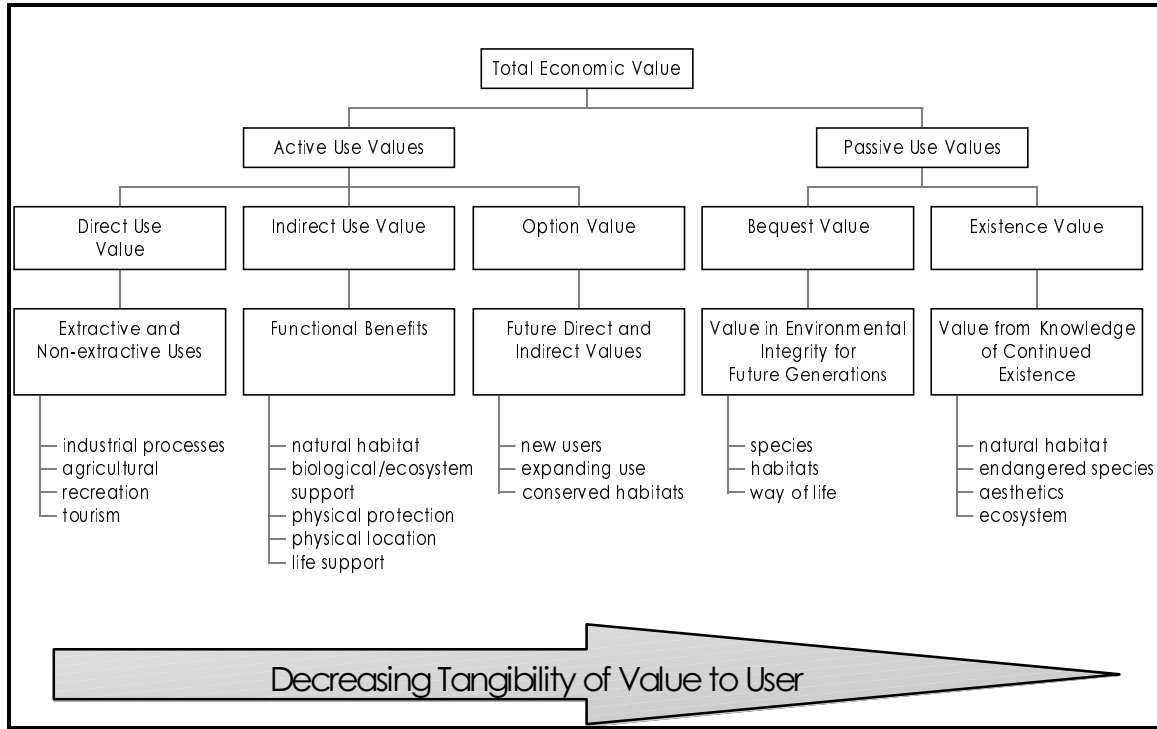 Total Economic Value
Active Use Values
Passive Use Values
Direct Use
Value
Indirect Use Value
Option Value
Bequest Value
Existence Value
Extractive and
Non-extractive Uses
Functional Benefits
Future Direct and
Indirect Values
Value in Environmental
Integrity for
Future Generations
Value from Knowledge
of Continued
Existence
industrial processes
agricultural
recreation
tourism
natural habitat
biological/ecosystem
support
physical protection
physical location
life support
new users
expanding use
conserved habitats
species
habitats
way of life
natural habitat
endangered species
aesthetics
ecosystem
Decreasing Tangibility of Value to User